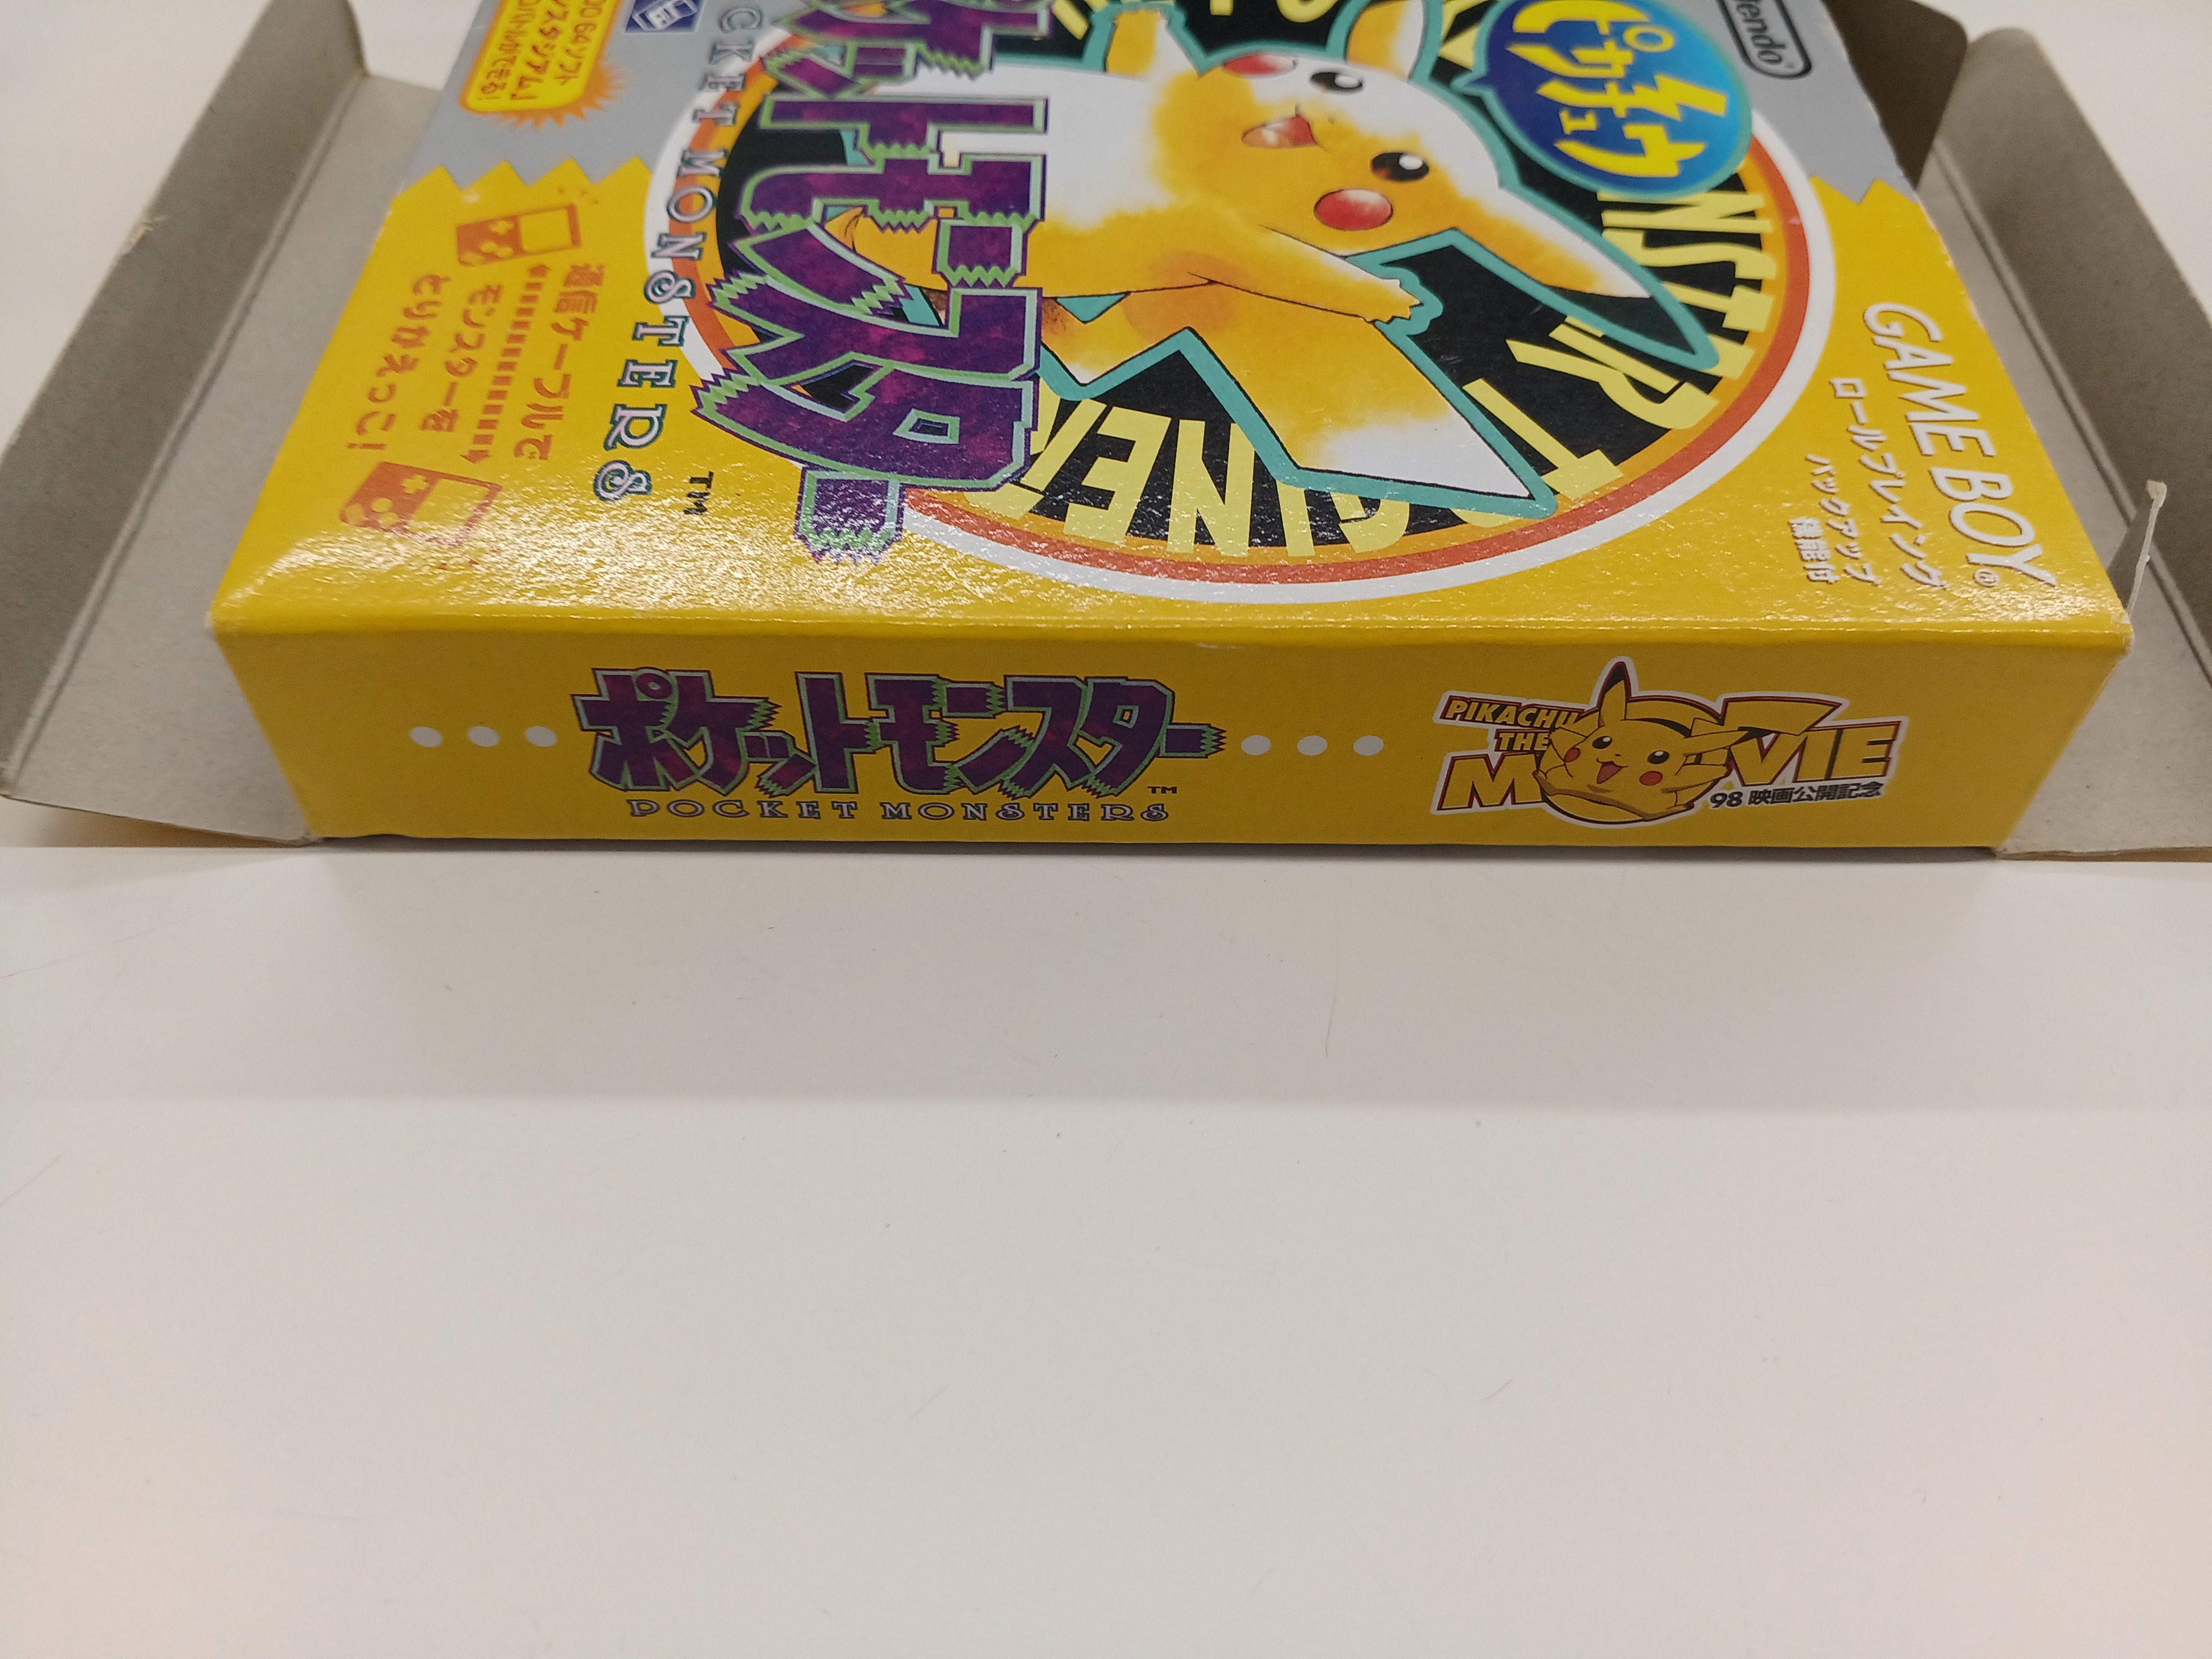 Nintendo
GAME BOY®
ロールプレイング
バックアップ
機能付
ピカチュウ
ポケットモンスター
POCKET MONSTERS
TM
通信ケーブルで
モンスターを
とりかえっこ!
ポケットモンスター
TM
POCKET MONSTERS
PIKACHU
THE
MOVIE
98 映画公開記念